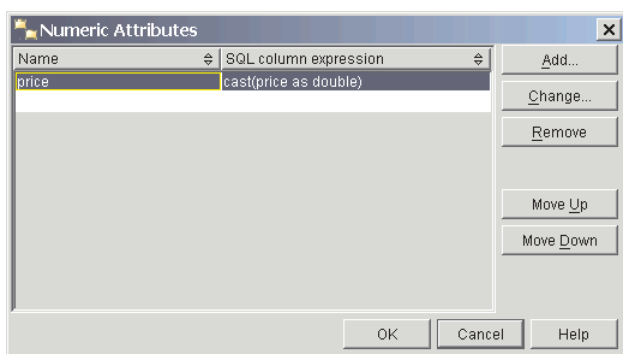 Numeric Attributes
Name SQL column expression
price cast(price as double)
Add...
Change...
Remove
Move Up
Move Down
OK Cancel Help